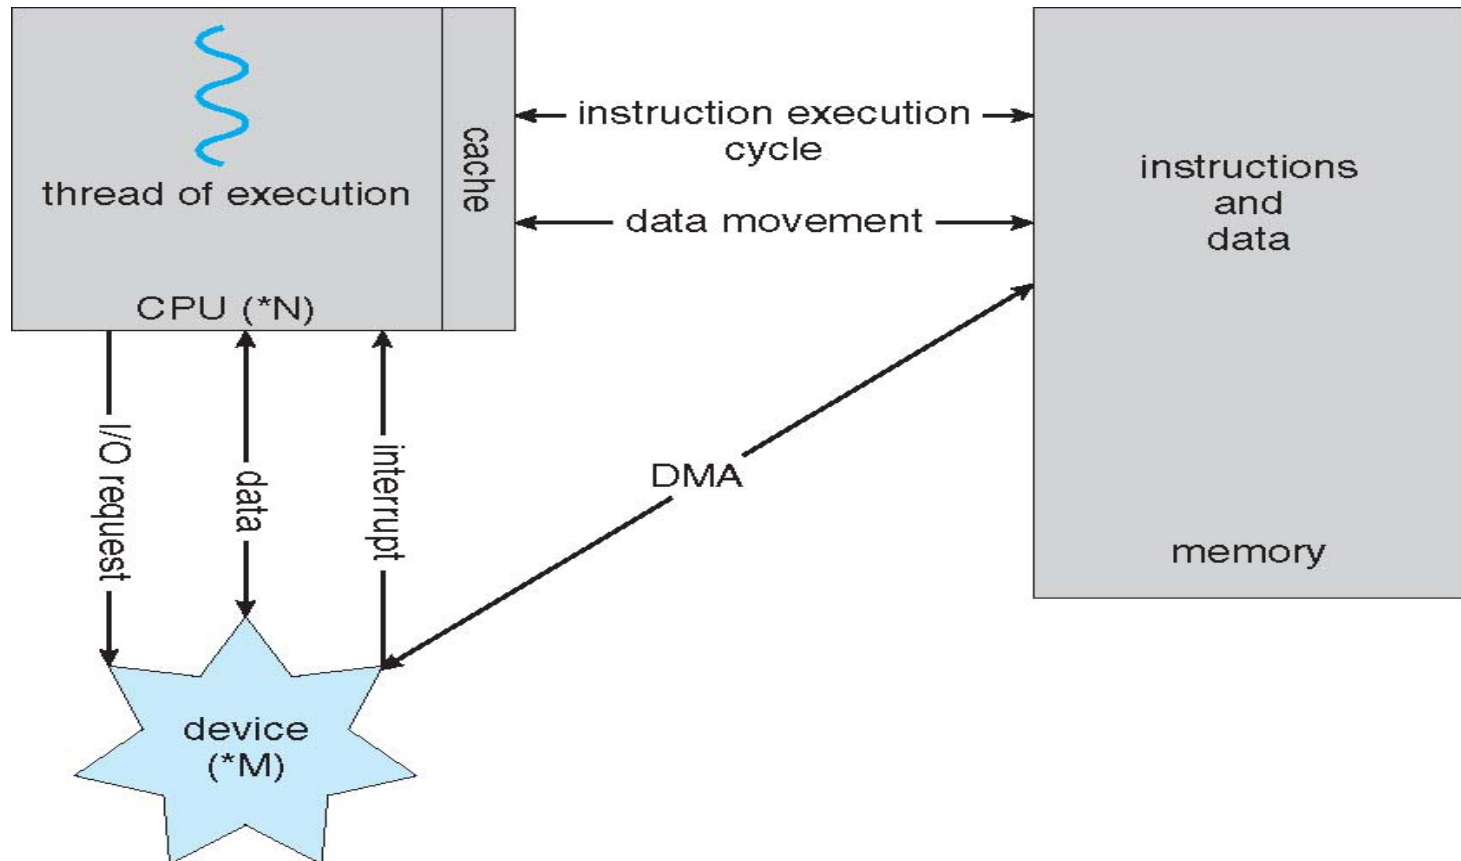 thread of execution
CPU (*N)
cache
instruction execution
cycle
data movement
instructions
and
data
memory
I/O request
data
interrupt
DMA
device
(*M)